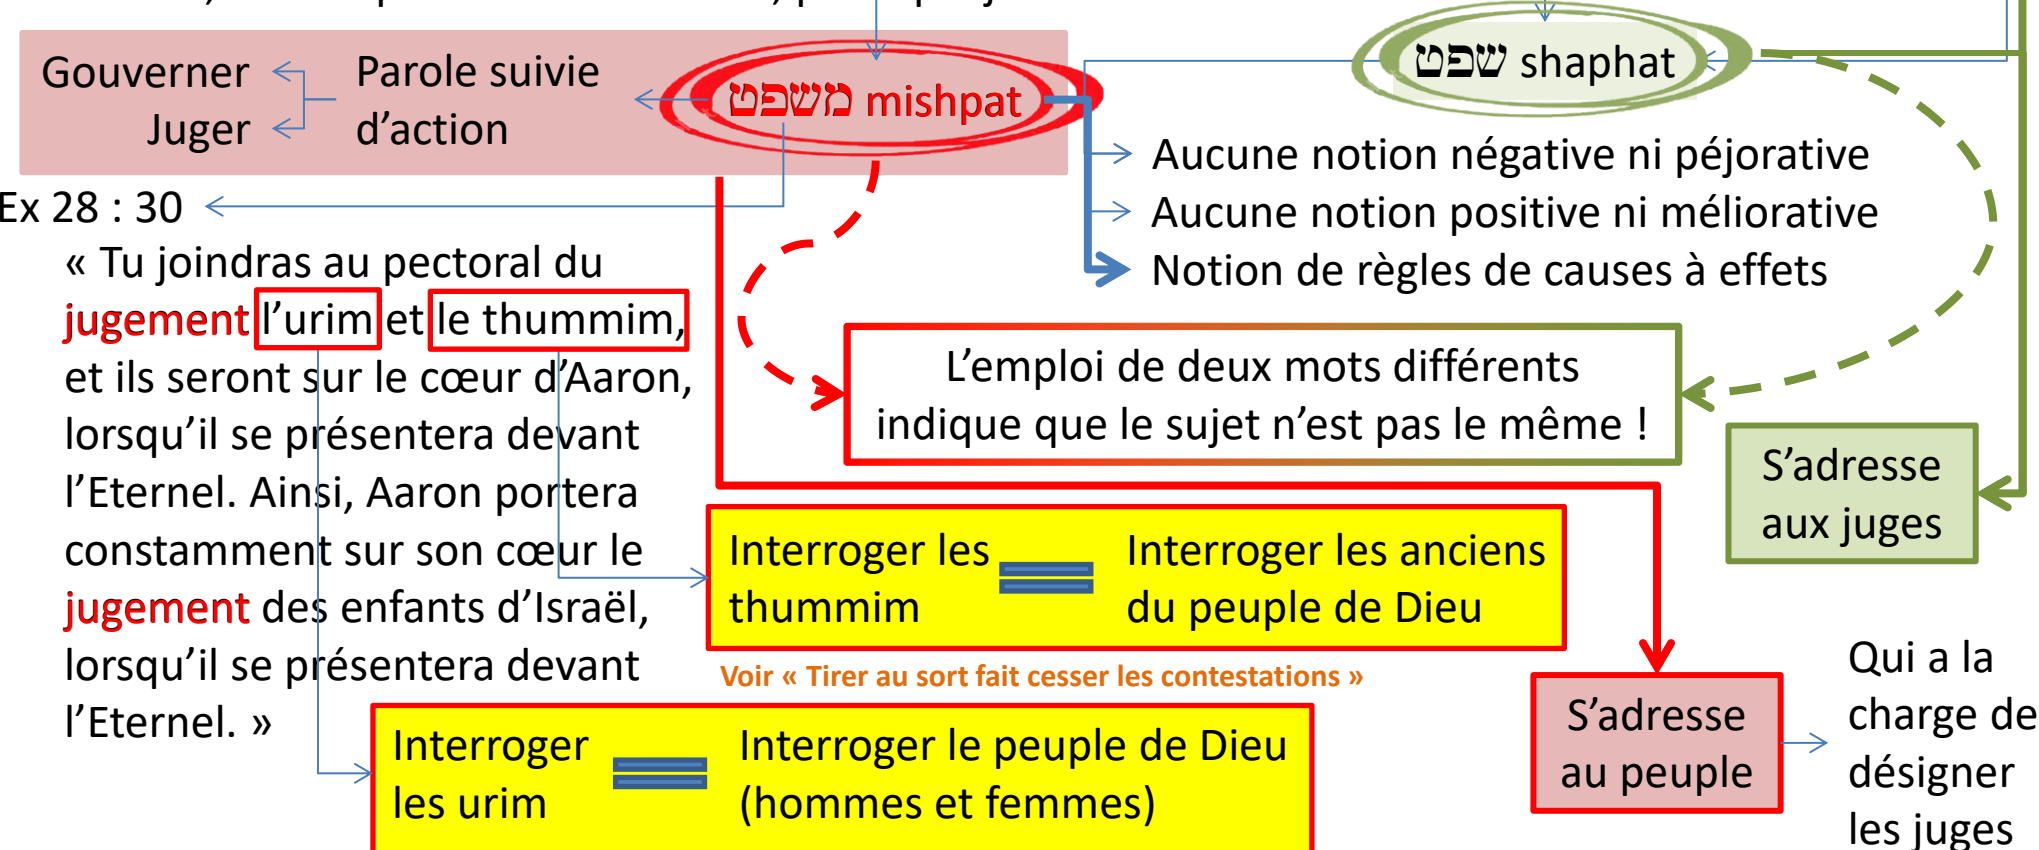 Gouverner
Juger
Parole suivie
d’action
משפט mishpat
שפט shaphat
Aucune notion négative ni péjorative
Aucune notion positive ni méliorative
Notion de règles de causes à effets
Ex 28 : 30
« Tu joindras au pectoral du
jugement l’urim et le thummim,
et ils seront sur le cœur d’Aaron,
lorsqu’il se présentera devant
l’Eternel. Ainsi, Aaron portera
constamment sur son cœur le
jugement des enfants d’Israël,
lorsqu’il se présentera devant
l’Eternel. »
L’emploi de deux mots différents
indique que le sujet n’est pas le même !
S’adresse
aux juges
Interroger les
thummim
Interroger les anciens
du peuple de Dieu
Voir « Tirer au sort fait cesser les contestations »
Interroger
les urim
Interroger le peuple de Dieu
(hommes et femmes)
S’adresse
au peuple
Qui a la
charge de
désigner
les juges